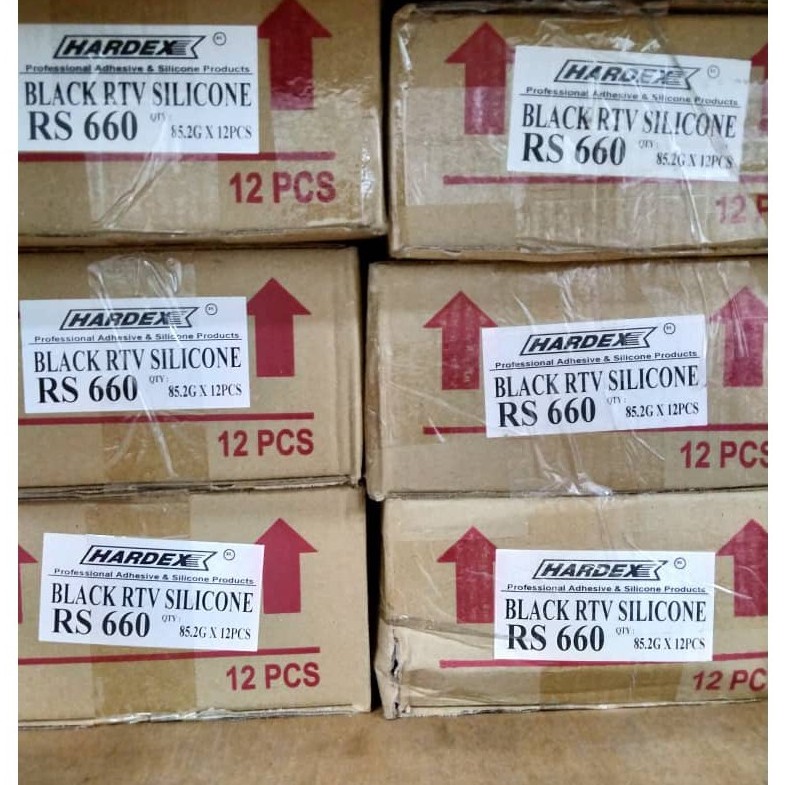 HARDEX
Professional Adhesive & Silicone Products
BLACK RTV SILICONE
RS 660 QTY: 85.2G X 12PCS
12 PCS
HARDEX
Professional Adhesive & Silicone Products
BLACK RTV SILICONE
RS 660 QTY: 85.2G X 12PCS
12 P
HARDEX
Professional Adhesive & Silicone Products
BLACK RTV SILICONE
RS 660 QTY: 85.2G X 12PCS
12 PCS
HARDEX
Professional Adhesive & Silicone Products
BLACK RTV SILICONE
RS 660 QTY: 85.2G X 12PCS
12 PCS
HARDEX
Professional Adhesive & Silicone Products
BLACK RTV SILICONE
RS 660 QTY: 85.2G X 12PCS
12 PCS
HARDEX
Professional Adhesive & Silicone Products
BLACK RTV SILICONE
RS 660 QTY: 85.2G X 12PCS
12 PC